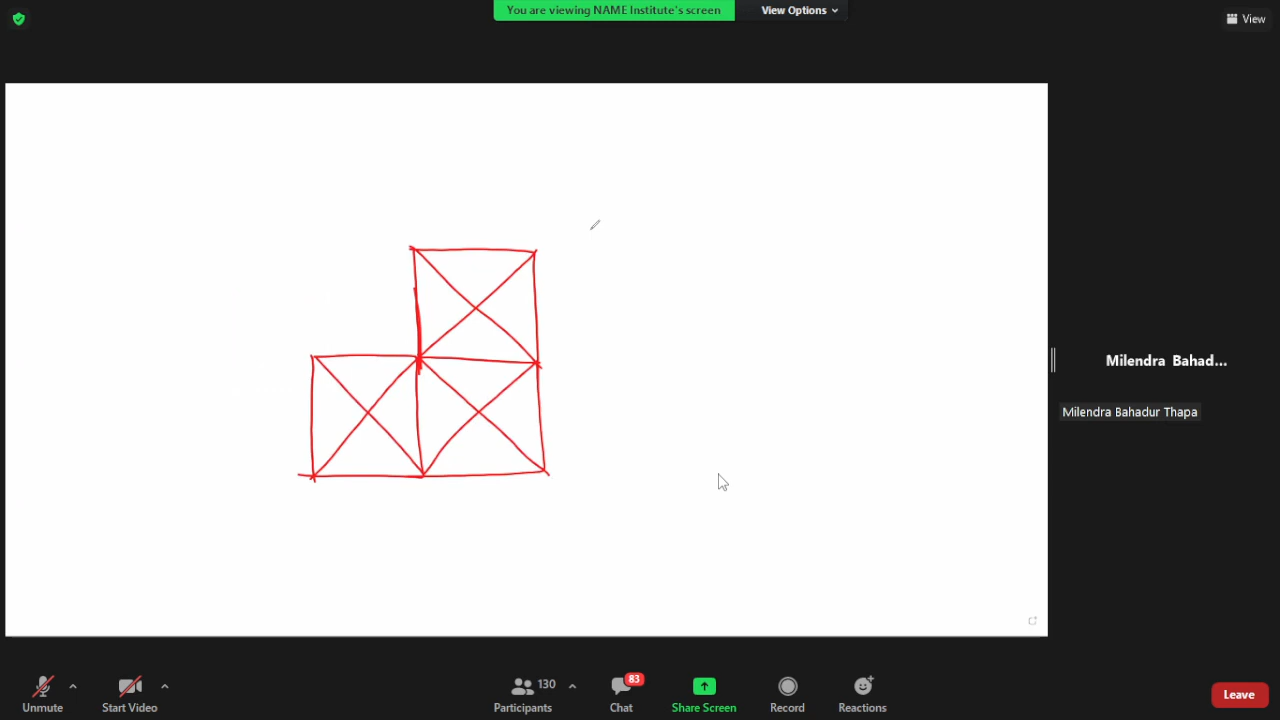 You are viewing NAME Institute's screen
View Options
View
Milendra Bahad...
Milendra Bahadur Thapa
Unmute
Start Video
130
Participants
83
Chat
Share Screen
Record
Reactions
Leave